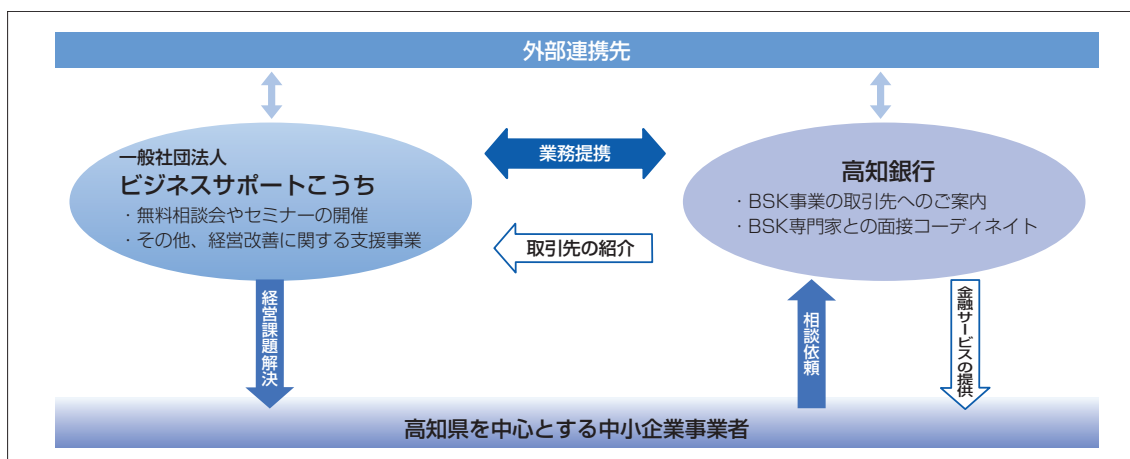 外部連携先
一般社団法人
ビジネスサポートこうち
・無料相談会やセミナーの開催
・その他、経営改善に関する支援事業
業務提携
取引先の紹介
高知銀行
・BSK事業の取引先へのご案内
・BSK専門家との面接コーディネイト
経営課題解決
相談依頼
金融サービスの提供
高知県を中心とする中小企業事業者